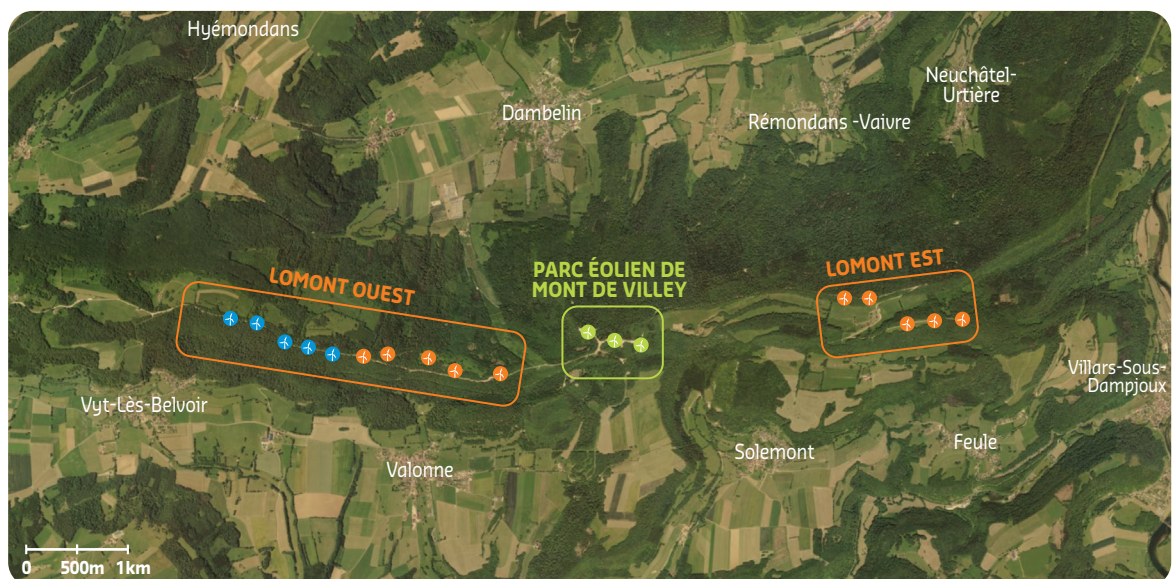 Hyémondans
Neuchâtel-
Urtière
Dambelin
Rémondans -Vaivre
LOMONT OUEST
PARC ÉOLIEN DE
MONT DE VILLEY
LOMONT EST
Villars-Sous-
Dampjoux
Vyt-Lès-Belvoir
Valonne
Solemont
Feule
0 500m 1km